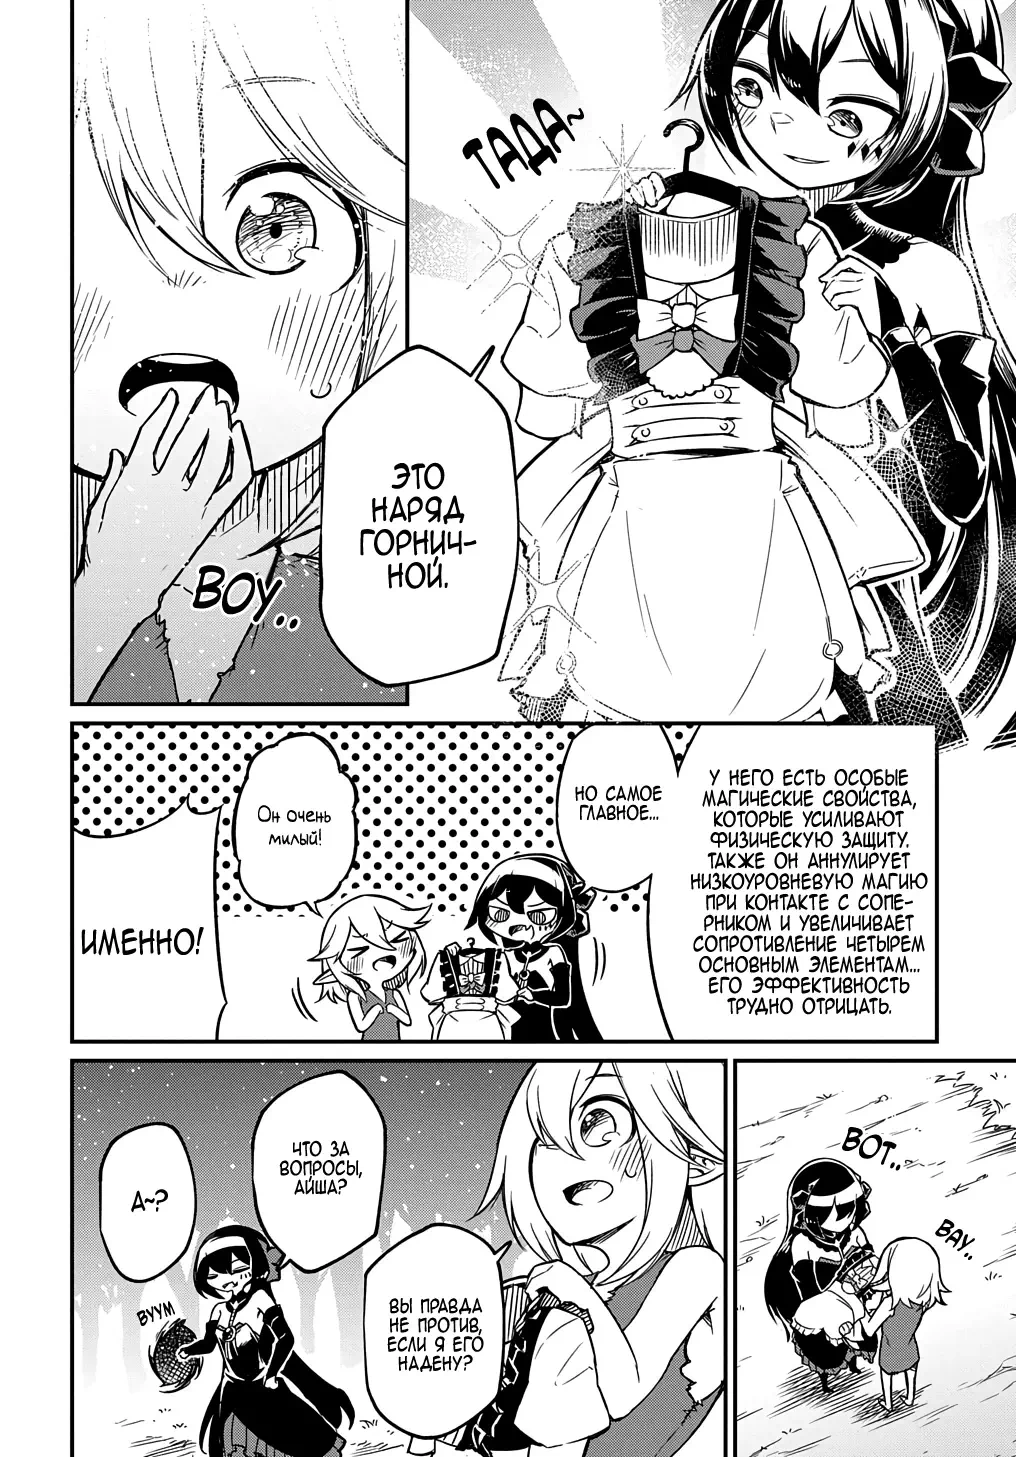 ТАДА~
ЭТО
НАРЯД
ГОРНИЧ-
НОЙ.
ВОУ..
У НЕГО ЕСТЬ ОСОБЫЕ
МАГИЧЕСКИЕ СВОЙСТВА,
КОТОРЫЕ УСИЛИВАЮТ
ФИЗИЧЕСКУЮ ЗАЩИТУ.
ТАКЖЕ ОН АННУЛИРУЕТ
НИЗКОУРОВНЕВУЮ МАГИЮ
ПРИ КОНТАКТЕ С СОПЕ-
РНИКОМ И УВЕЛИЧИВАЕТ
СОПРОТИВЛЕНИЕ ЧЕТЫРЕМ
ОСНОВНЫМ ЭЛЕМЕНТАМ...
ЕГО ЭФФЕКТИВНОСТЬ
ТРУДНО ОТРИЦАТЬ.
НО САМОЕ
ГЛАВНОЕ...
Он очень
милый!
ИМЕННО!
ВОТ..
ВАУ..
ВЫ ПРАВДА
НЕ ПРОТИВ,
ЕСЛИ Я ЕГО
НАДЕНУ?
ЧТО ЗА
ВОПРОСЫ,
АЙША?
А~?
ВУУМ